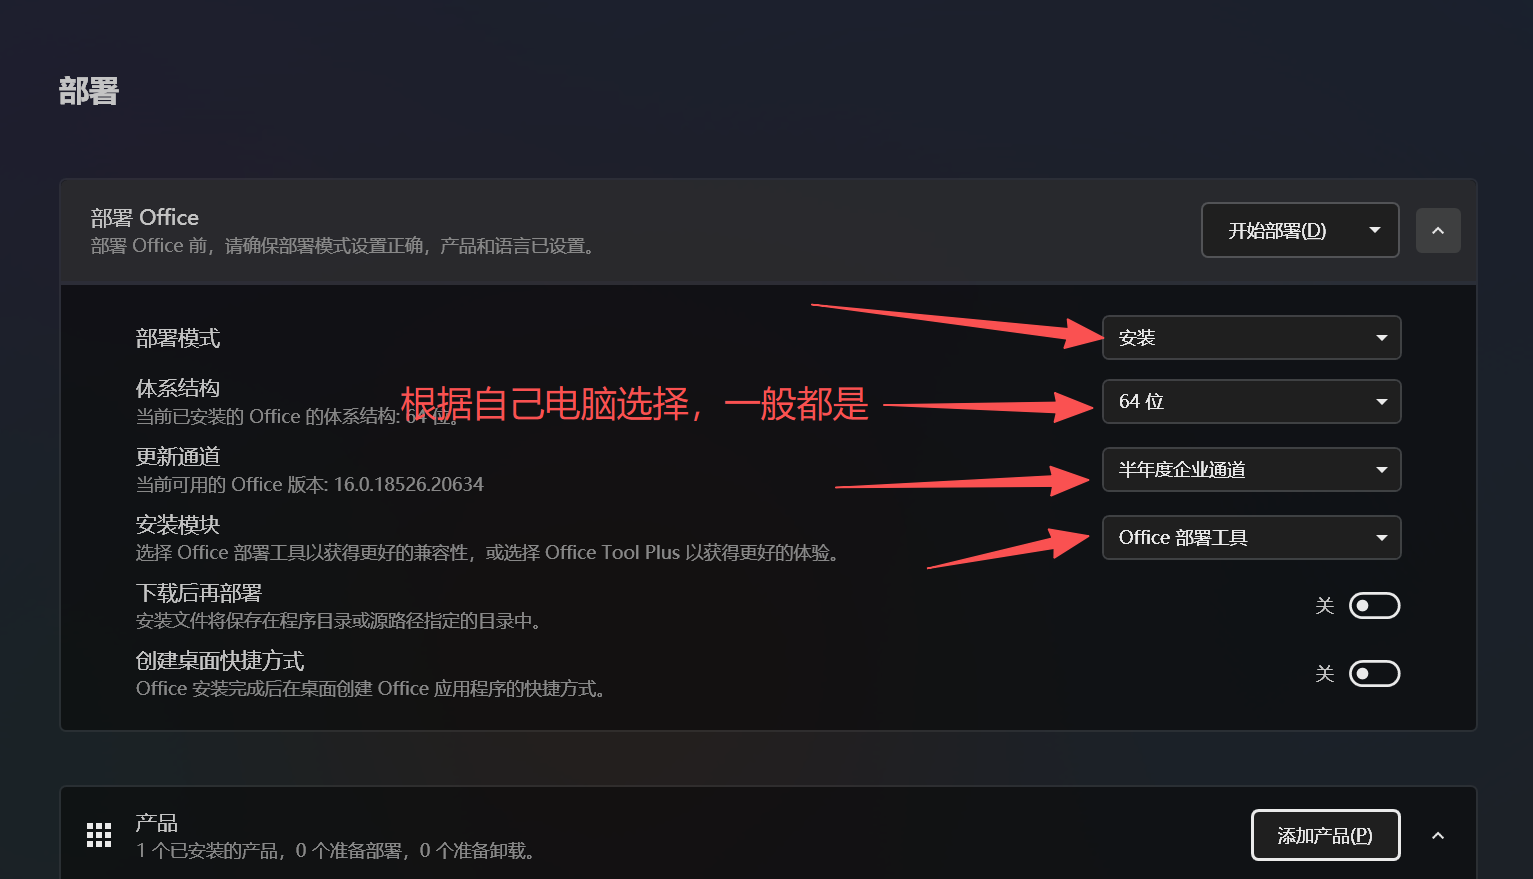 部署
部署 Office
部署 Office 前，请确保部署模式设置正确，产品和语言已设置。
开始部署(D)
部署模式
安装
体系结构
当前已安装的 Office 的体系结构: 64 位。
根据自己电脑选择，一般都是
64 位
更新通道
当前可用的 Office 版本: 16.0.18526.20634
半年度企业通道
安装模块
选择 Office 部署工具以获得更好的兼容性，或选择 Office Tool Plus 以获得更好的体验。
Office 部署工具
下载后再部署
安装文件将保存在程序目录或源路径指定的目录中。
关
创建桌面快捷方式
Office 安装完成后在桌面创建 Office 应用程序的快捷方式。
关
产品
1 个已安装的产品，0 个准备部署，0 个准备卸载。
添加产品(P)